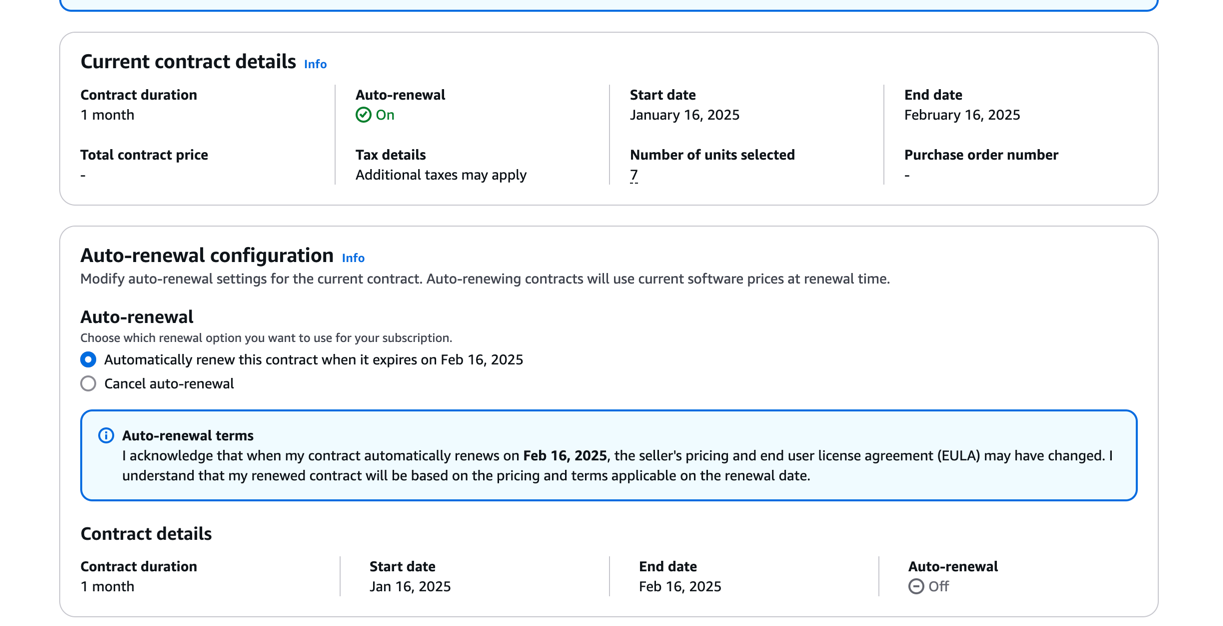 Current contract details Info
Contract duration
1 month
Auto-renewal
On
Start date
January 16, 2025
End date
February 16, 2025
Total contract price
-
Tax details
Additional taxes may apply
Number of units selected
7
Purchase order number
-
Auto-renewal configuration Info
Modify auto-renewal settings for the current contract. Auto-renewing contracts will use current software prices at renewal time.
Auto-renewal
Choose which renewal option you want to use for your subscription.
Automatically renew this contract when it expires on Feb 16, 2025
Cancel auto-renewal
Auto-renewal terms
I acknowledge that when my contract automatically renews on Feb 16, 2025, the seller's pricing and end user license agreement (EULA) may have changed. I
understand that my renewed contract will be based on the pricing and terms applicable on the renewal date.
Contract details
Contract duration
1 month
Start date
Jan 16, 2025
End date
Feb 16, 2025
Auto-renewal
Off